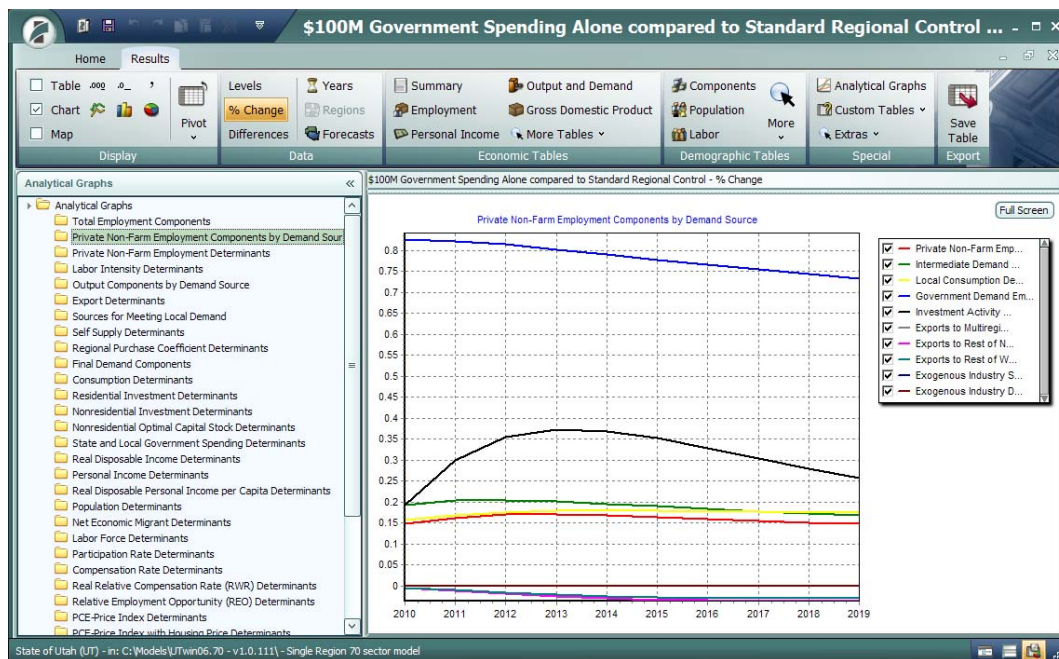 $100M Government Spending Alone compared to Standard Regional Control ...
Home Results
Table .000 .0_ ,
Chart
Map
Pivot
Display
Levels
% Change
Differences
Years
Regions
Forecasts
Data
Summary
Employment
Personal Income
Output and Demand
Gross Domestic Product
More Tables
Economic Tables
Components
Population
Labor
More
Demographic Tables
Analytical Graphs
Custom Tables
Extras
Special
Save Table
Export
Analytical Graphs «
Analytical Graphs
Total Employment Components
Private Non-Farm Employment Components by Demand Sour
Private Non-Farm Employment Determinants
Labor Intensity Determinants
Output Components by Demand Source
Export Determinants
Sources for Meeting Local Demand
Self Supply Determinants
Regional Purchase Coefficient Determinants
Final Demand Components
Consumption Determinants
Residential Investment Determinants
Nonresidential Investment Determinants
Nonresidential Optimal Capital Stock Determinants
State and Local Government Spending Determinants
Real Disposable Income Determinants
Personal Income Determinants
Real Disposable Personal Income per Capita Determinants
Population Determinants
Net Economic Migrant Determinants
Labor Force Determinants
Participation Rate Determinants
Compensation Rate Determinants
Real Relative Compensation Rate (RWR) Determinants
Relative Employment Opportunity (REO) Determinants
PCE-Price Index Determinants
PCE-Price Index with Housing Price Determinants
$100M Government Spending Alone compared to Standard Regional Control - % Change
Full Screen
Private Non-Farm Employment Components by Demand Source
0.8
0.75
0.7
0.65
0.6
0.55
0.5
0.45
0.4
0.35
0.3
0.25
0.2
0.15
0.1
0.05
0
2010 2011 2012 2013 2014 2015 2016 2017 2018 2019
Private Non-Farm Emp...
Intermediate Demand ...
Local Consumption De...
Government Demand Em...
Investment Activity ...
Exports to Multiregi...
Exports to Rest of N...
Exports to Rest of W...
Exogenous Industry S...
Exogenous Industry D...
State of Utah (UT) - in: C:\Models\UTwin06.70 - v1.0.111\ - Single Region 70 sector model